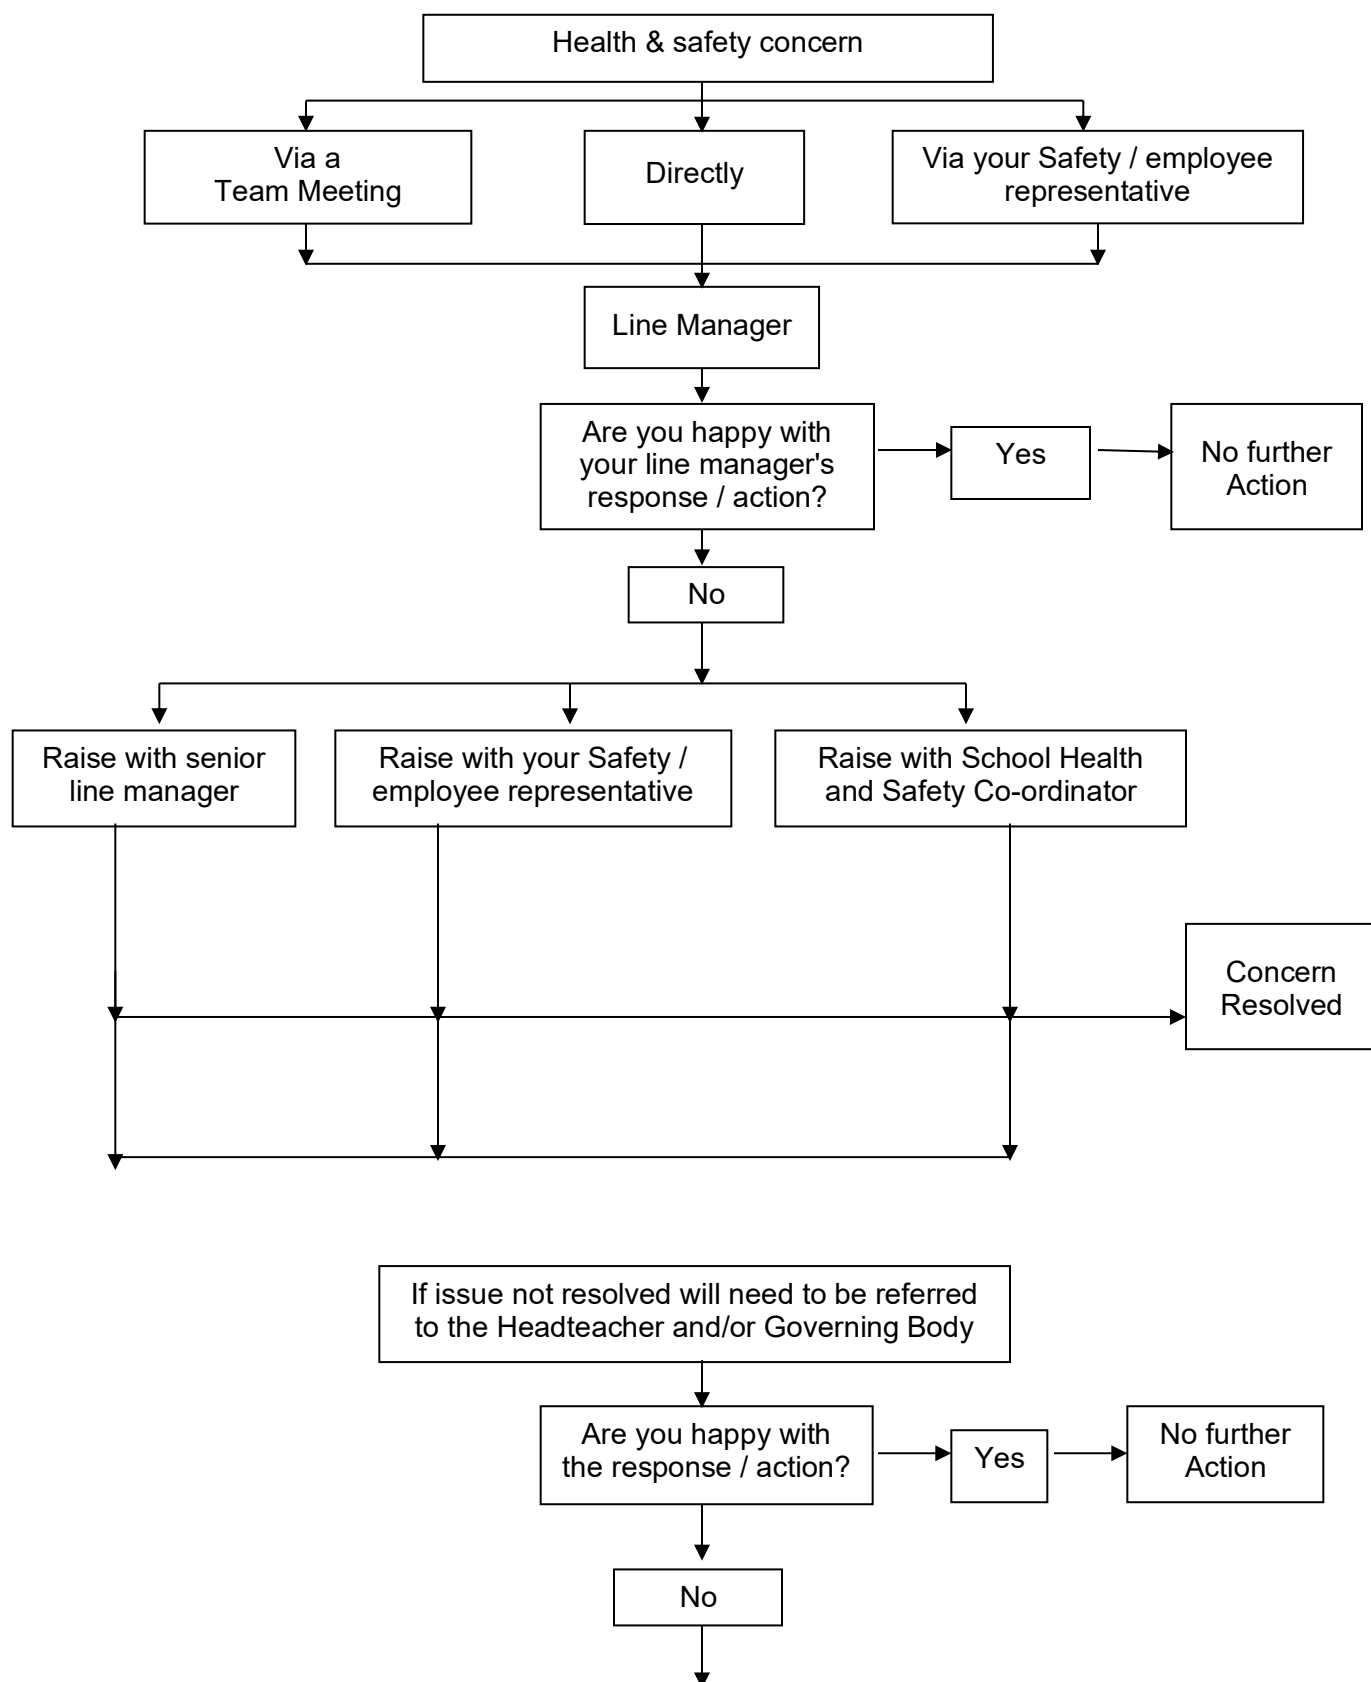 Health & safety concern
Via a
Team Meeting
Directly
Via your Safety / employee
representative
Line Manager
Are you happy with
your line manager's
response / action?
Yes
No further
Action
No
Raise with senior
line manager
Raise with your Safety /
employee representative
Raise with School Health
and Safety Co-ordinator
Concern
Resolved
If issue not resolved will need to be referred
to the Headteacher and/or Governing Body
Are you happy with
the response / action?
Yes
No further
Action
No